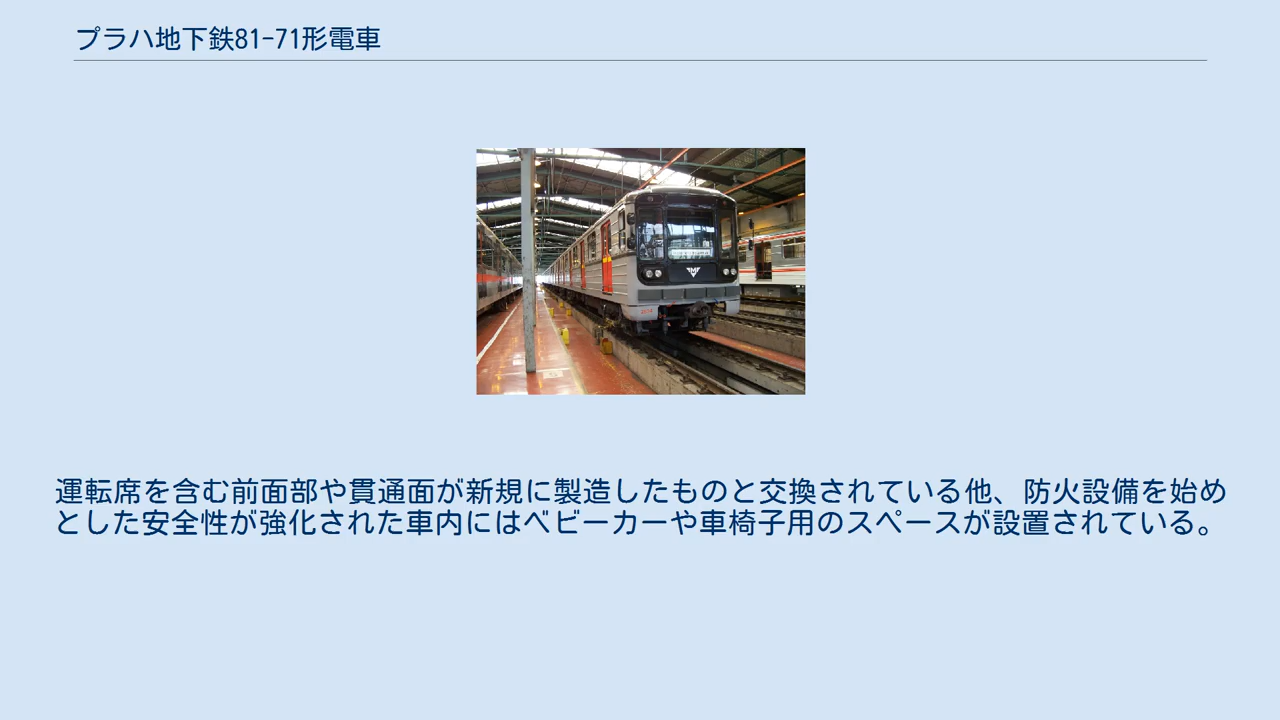 プラハ地下鉄81-71形電車
運転席を含む前面部や貫通面が新規に製造したものと交換されている他、防火設備を始め
とした安全性が強化された車内にはベビーカーや車椅子用のスペースが設置されている。